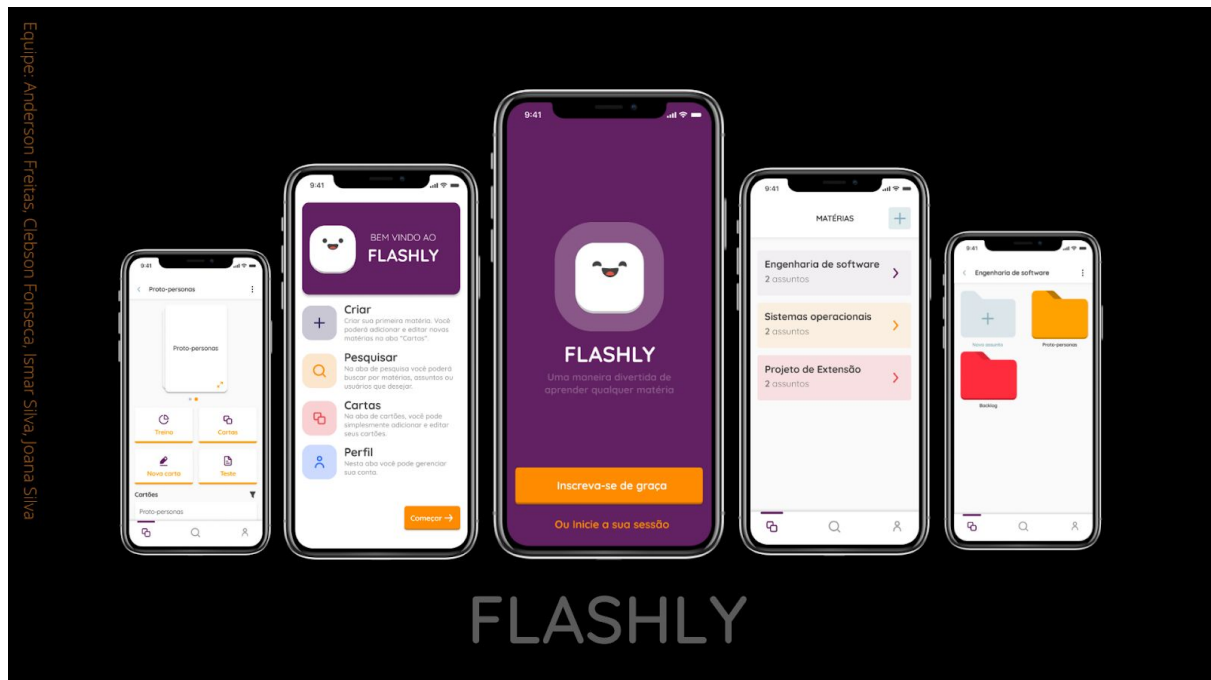 Equipe: Anderson Freitas, Clebson Fonseca, Ismar Silva, Joana Silva
9:41
Proto-personas
Proto-personas
Treino
Cartas
Nova carta
Teste
Cartões
Proto-personas
9:41
BEM VINDO AO
FLASHLY
Criar
Criar sua primeira matéria. Você
poderá adicionar e editar novas
matérias na aba "Cartas".
Pesquisar
Na aba de pesquisa você poderá
buscar por matérias, assuntos ou
usuários que desejar.
Cartas
Na aba de cartões, você pode
simplesmente adicionar e editar
seus cartões.
Perfil
Nesta aba você pode gerenciar
sua conta.
Começar →
9:41
FLASHLY
Uma maneira divertida de
aprender qualquer matéria
Inscreva-se de graça
Ou Inicie a sua sessão
9:41
MATÉRIAS
Engenharia de software
2 assuntos
Sistemas operacionais
2 assuntos
Projeto de Extensão
2 assuntos
9:41
Engenharia de software
Novo assunto
Proto-personas
Backlog
FLASHLY